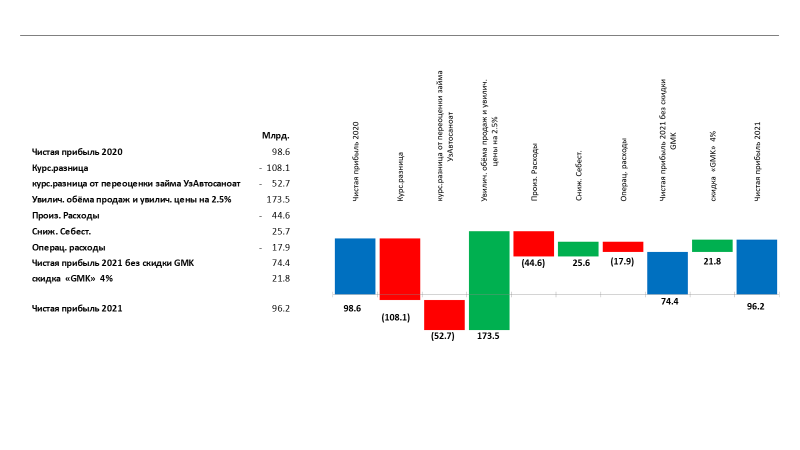 Млрд.
Чистая прибыль 2020 98.6
Курс.разница - 108.1
курс.разница от переоценки займа УзАвтосаноат - 52.7
Увилич. обёма продаж и увилич. цены на 2.5% 173.5
Произ. Расходы - 44.6
Сниж. Себест. 25.7
Операц. расходы - 17.9
Чистая прибыль 2021 без скидки GMK 74.4
скидка «GMK» 4% 21.8
Чистая прибыль 2021 96.2
Чистая прибыль 2020
Курс.разница
курс.разница от переоценки займа
УзАвтосаноат
Увилич. обёма продаж и увилич.
цены на 2.5%
Произ. Расходы
Сниж. Себест.
Операц. расходы
Чистая прибыль 2021 без скидки
GMK
скидка «GMK» 4%
Чистая прибыль 2021
98.6
(108.1)
(52.7)
173.5
(44.6)
25.6
(17.9)
74.4
21.8
96.2